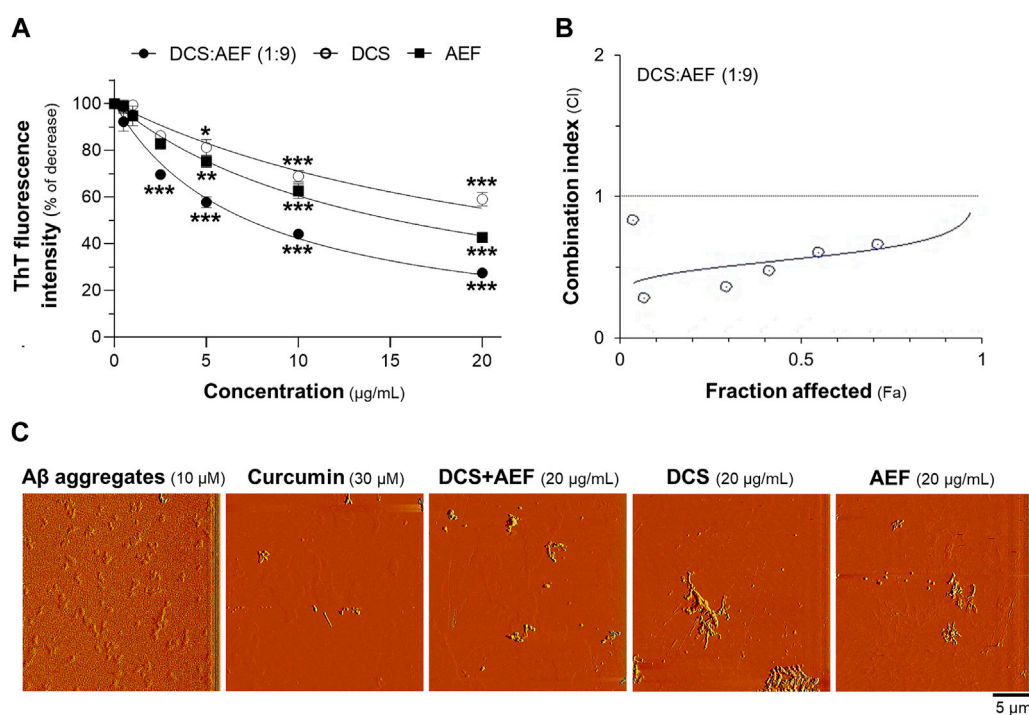 A
DCS:AEF (1:9) DCS AEF
ThT fluorescence
intensity (% of decrease)
100
80
60
40
20
0
*
**
***
***
***
***
***
***
***
***
0 5 10 15 20
Concentration (µg/mL)
B
DCS:AEF (1:9)
Combination index (CI)
2
1
0
0 0.5 1
Fraction affected (Fa)
C
Aβ aggregates (10 µM) Curcumin (30 µM) DCS+AEF (20 µg/mL) DCS (20 µg/mL) AEF (20 µg/mL)
5 µm